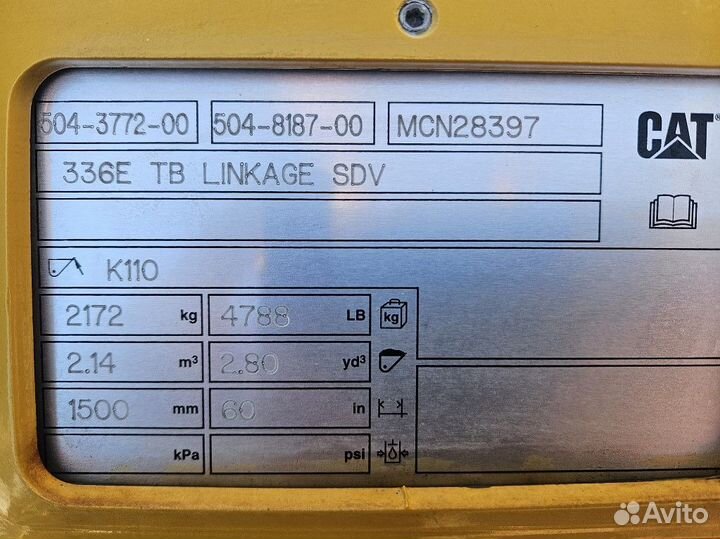 504-3772-00 504-8187-00 MCN28397 CAT®
336E TB LINKAGE SDV
K110
2172 kg 4788 LB kg
2.14 m³ 2.80 yd³
1500 mm 60 in
kPa psi
Avito